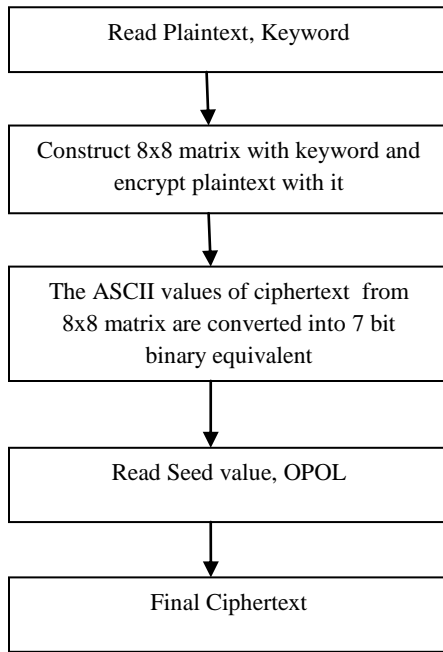 Read Plaintext, Keyword
Construct 8x8 matrix with keyword and
encrypt plaintext with it
The ASCII values of ciphertext from
8x8 matrix are converted into 7 bit
binary equivalent
Read Seed value, OPOL
Final Ciphertext